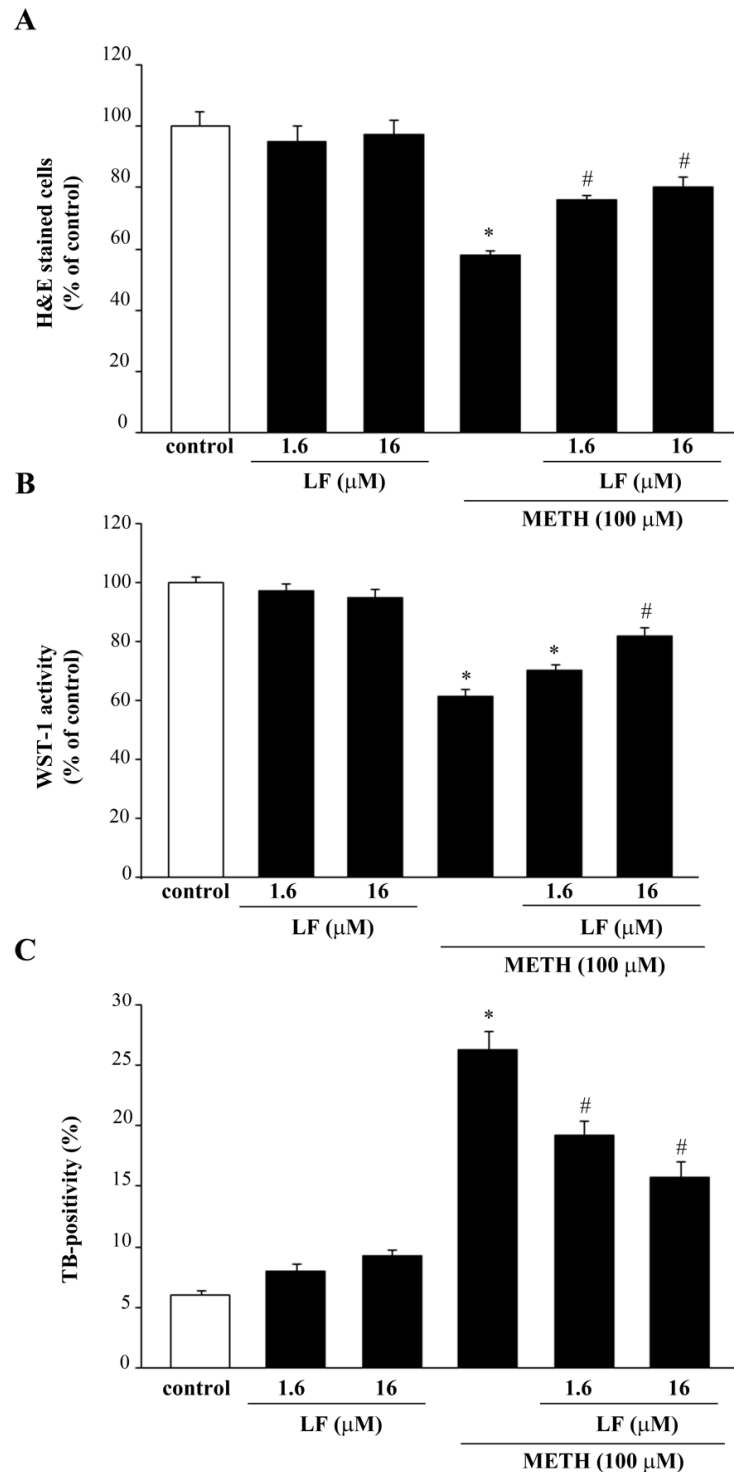 A
120
100
80
60
40
20
0
H&E stained cells
(% of control)
*
#
#
control 1.6 16 1.6 16
LF (μM) LF (μM)
METH (100 μM)
B
100
80
60
40
20
0
WST-1 activity
(% of control)
*
*
#
control 1.6 16 1.6 16
LF (μM) LF (μM)
METH (100 μM)
C
30
25
20
15
10
5
0
TB-positivity (%)
*
#
#
control 1.6 16 1.6 16
LF (μM) LF (μM)
METH (100 μM)